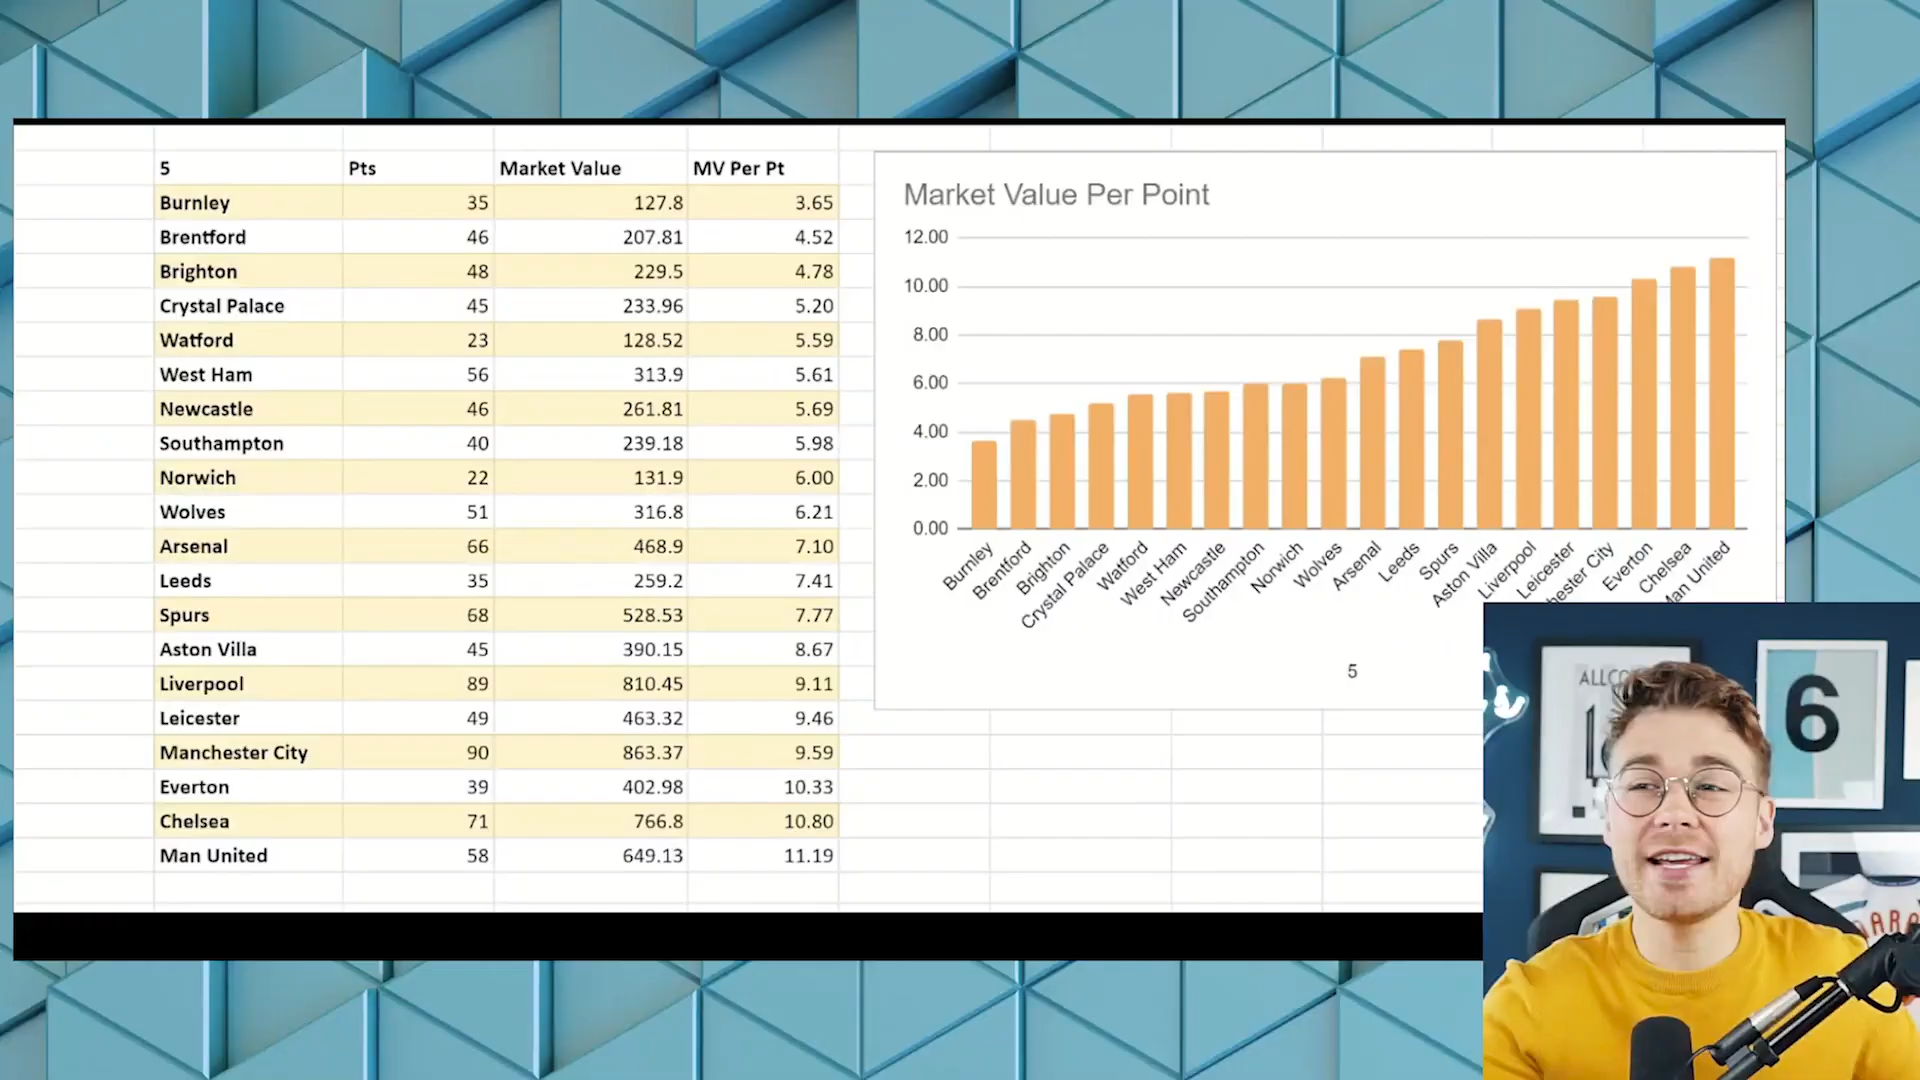 5 Pts Market Value MV Per Pt
Burnley 35 127.8 3.65
Brentford 46 207.81 4.52
Brighton 48 229.5 4.78
Crystal Palace 45 233.96 5.20
Watford 23 128.52 5.59
West Ham 56 313.9 5.61
Newcastle 46 261.81 5.69
Southampton 40 239.18 5.98
Norwich 22 131.9 6.00
Wolves 51 316.8 6.21
Arsenal 66 468.9 7.10
Leeds 35 259.2 7.41
Spurs 68 528.53 7.77
Aston Villa 45 390.15 8.67
Liverpool 89 810.45 9.11
Leicester 49 463.32 9.46
Manchester City 90 863.37 9.59
Everton 39 402.98 10.33
Chelsea 71 766.8 10.80
Man United 58 649.13 11.19
Market Value Per Point
12.00
10.00
8.00
6.00
4.00
2.00
0.00
Burnley
Brentford
Brighton
Crystal Palace
Watford
West Ham
Newcastle
Southampton
Norwich
Wolves
Arsenal
Leeds
Spurs
Aston Villa
Liverpool
Leicester
hester City
Everton
Chelsea
Man United
5
6